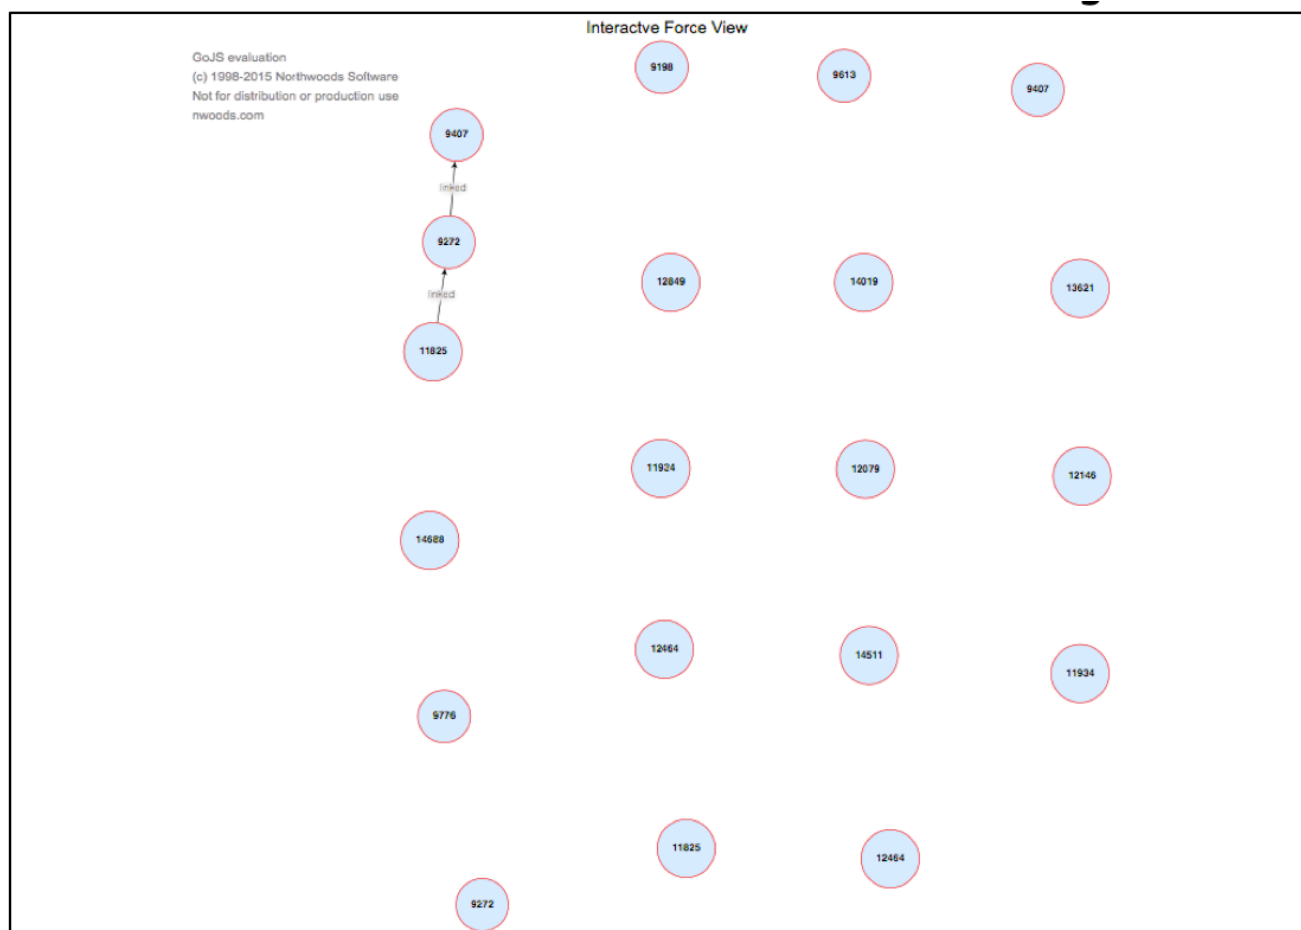 Interactve Force View
GoJS evaluation
(c) 1998-2015 Northwoods Software
Not for distribution or production use
nwoods.com
9198
9613
9407
9407
linked
9272
linked
11825
12849
14019
13621
11924
12079
12146
14688
12464
14511
11934
9776
11825
12464
9272